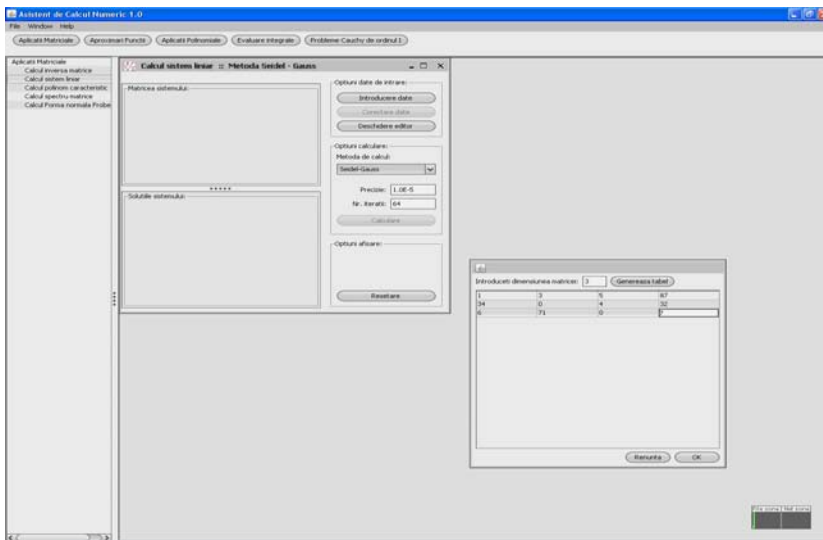 Asistent de Calcul Numeric 1.0
File Window Help
Aplicatii Matriciale Aproximari Functii Aplicatii Polinomiale Evaluare integrale Probleme Cauchy de ordinul 1
Aplicatii Matriciale
Calcul inversa matrice
Calcul sistem liniar
Calcul polinom caracteristic
Calcul spectru matrice
Calcul Forma normala Frobe
Calcul sistem liniar :: Metoda Seidel - Gauss
Matricea sistemului:
Solutiile sistemului:
Optiuni date de intrare:
Introducere date
Corectare date
Deschidere editor
Optiuni calculare:
Metoda de calcul:
Seidel-Gauss
Precizie: 1.0E-5
Nr. iteratii: 64
Calculare
Optiuni afisare:
Resetare
Introduceti dimensiunea matricei: 3 Genereaza tabel
1 3 5 87
34 0 4 32
6 71 0
Renunta OK